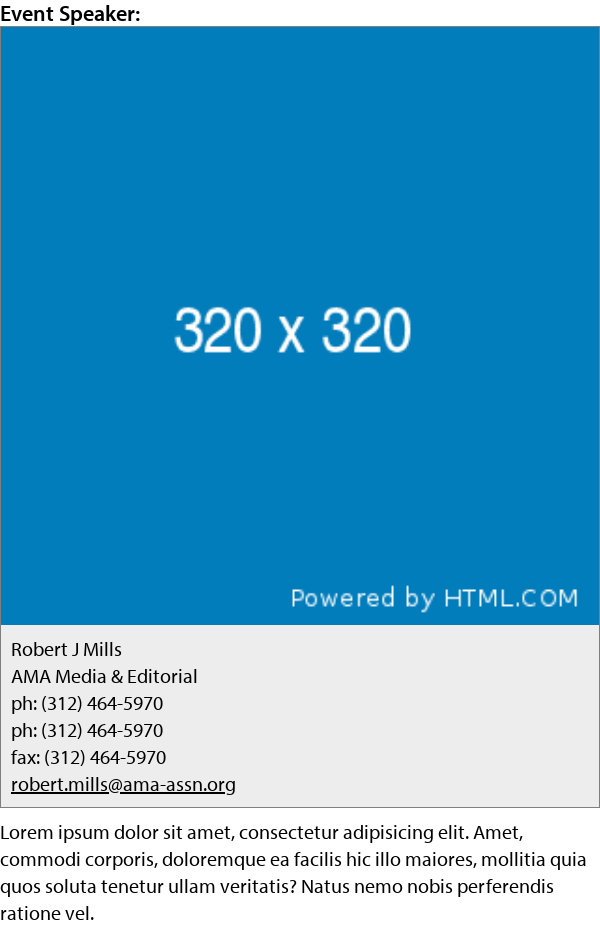 Event Speaker:
320 x 320
Powered by HTML.COM
Robert J Mills
AMA Media & Editorial
ph: (312) 464-5970
ph: (312) 464-5970
fax: (312) 464-5970
robert.mills@ama-assn.org
Lorem ipsum dolor sit amet, consectetur adipisicing elit. Amet,
commodi corporis, doloremque ea facilis hic illo maiores, mollitia quia
quos soluta tenetur ullam veritatis? Natus nemo nobis perferendis
ratione vel.